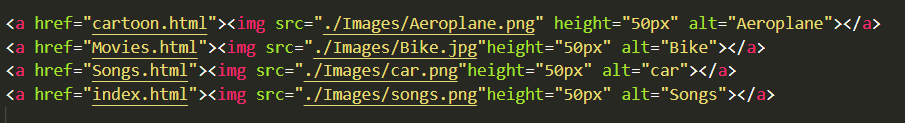 <a href="cartoon.html"><img src="./Images/Aeroplane.png" height="50px" alt="Aeroplane"></a>
<a href="Movies.html"><img src="./Images/Bike.jpg"height="50px" alt="Bike"></a>
<a href="Songs.html"><img src="./Images/car.png"height="50px" alt="car"></a>
<a href="index.html"><img src="./Images/songs.png"height="50px" alt="Songs"></a>